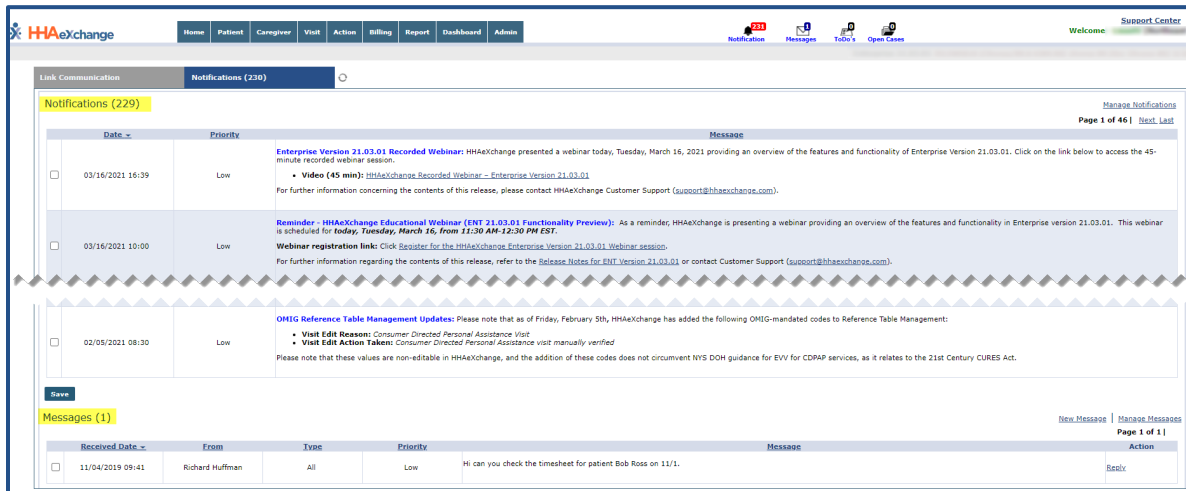 HHAeXchange
Home Patient Caregiver Visit Action Billing Report Dashboard Admin
231 1 0 0
Notification Messages ToDo's Open Cases
Support Center
Welcome
Link Communication Notifications (230)
Notifications (229)
Manage Notifications
Page 1 of 46 | Next Last
Date Priority Message
Enterprise Version 21.03.01 Recorded Webinar: HHAeXchange presented a webinar today, Tuesday, March 16, 2021 providing an overview of the features and functionality of Enterprise Version 21.03.01. Click on the link below to access the 45-
minute recorded webinar session.
03/16/2021 16:39 Low
• Video (45 min): HHAeXchange Recorded Webinar – Enterprise Version 21.03.01
For further information concerning the contents of this release, please contact HHAeXchange Customer Support (support@hhaexchange.com).
Reminder - HHAeXchange Educational Webinar (ENT 21.03.01 Functionality Preview): As a reminder, HHAeXchange is presenting a webinar providing an overview of the features and functionality in Enterprise version 21.03.01. This webinar
is scheduled for today, Tuesday, March 16, from 11:30 AM-12:30 PM EST.
03/16/2021 10:00 Low
Webinar registration link: Click Register for the HHAeXchange Enterprise Version 21.03.01 Webinar session.
For further information regarding the contents of this release, refer to the Release Notes for ENT Version 21.03.01 or contact Customer Support (support@hhaexchange.com).
OMIG Reference Table Management Updates: Please note that as of Friday, February 5th, HHAeXchange has added the following OMIG-mandated codes to Reference Table Management:
• Visit Edit Reason: Consumer Directed Personal Assistance Visit
02/05/2021 08:30 Low
• Visit Edit Action Taken: Consumer Directed Personal Assistance visit manually verified
Please note that these values are non-editable in HHAeXchange, and the addition of these codes does not circumvent NYS DOH guidance for EVV for CDPAP services, as it relates to the 21st Century CURES Act.
Save
Messages (1)
New Message | Manage Messages
Page 1 of 1 |
Received Date From Type Priority Message Action
11/04/2019 09:41 Richard Huffman All Low Hi can you check the timesheet for patient Bob Ross on 11/1. Reply